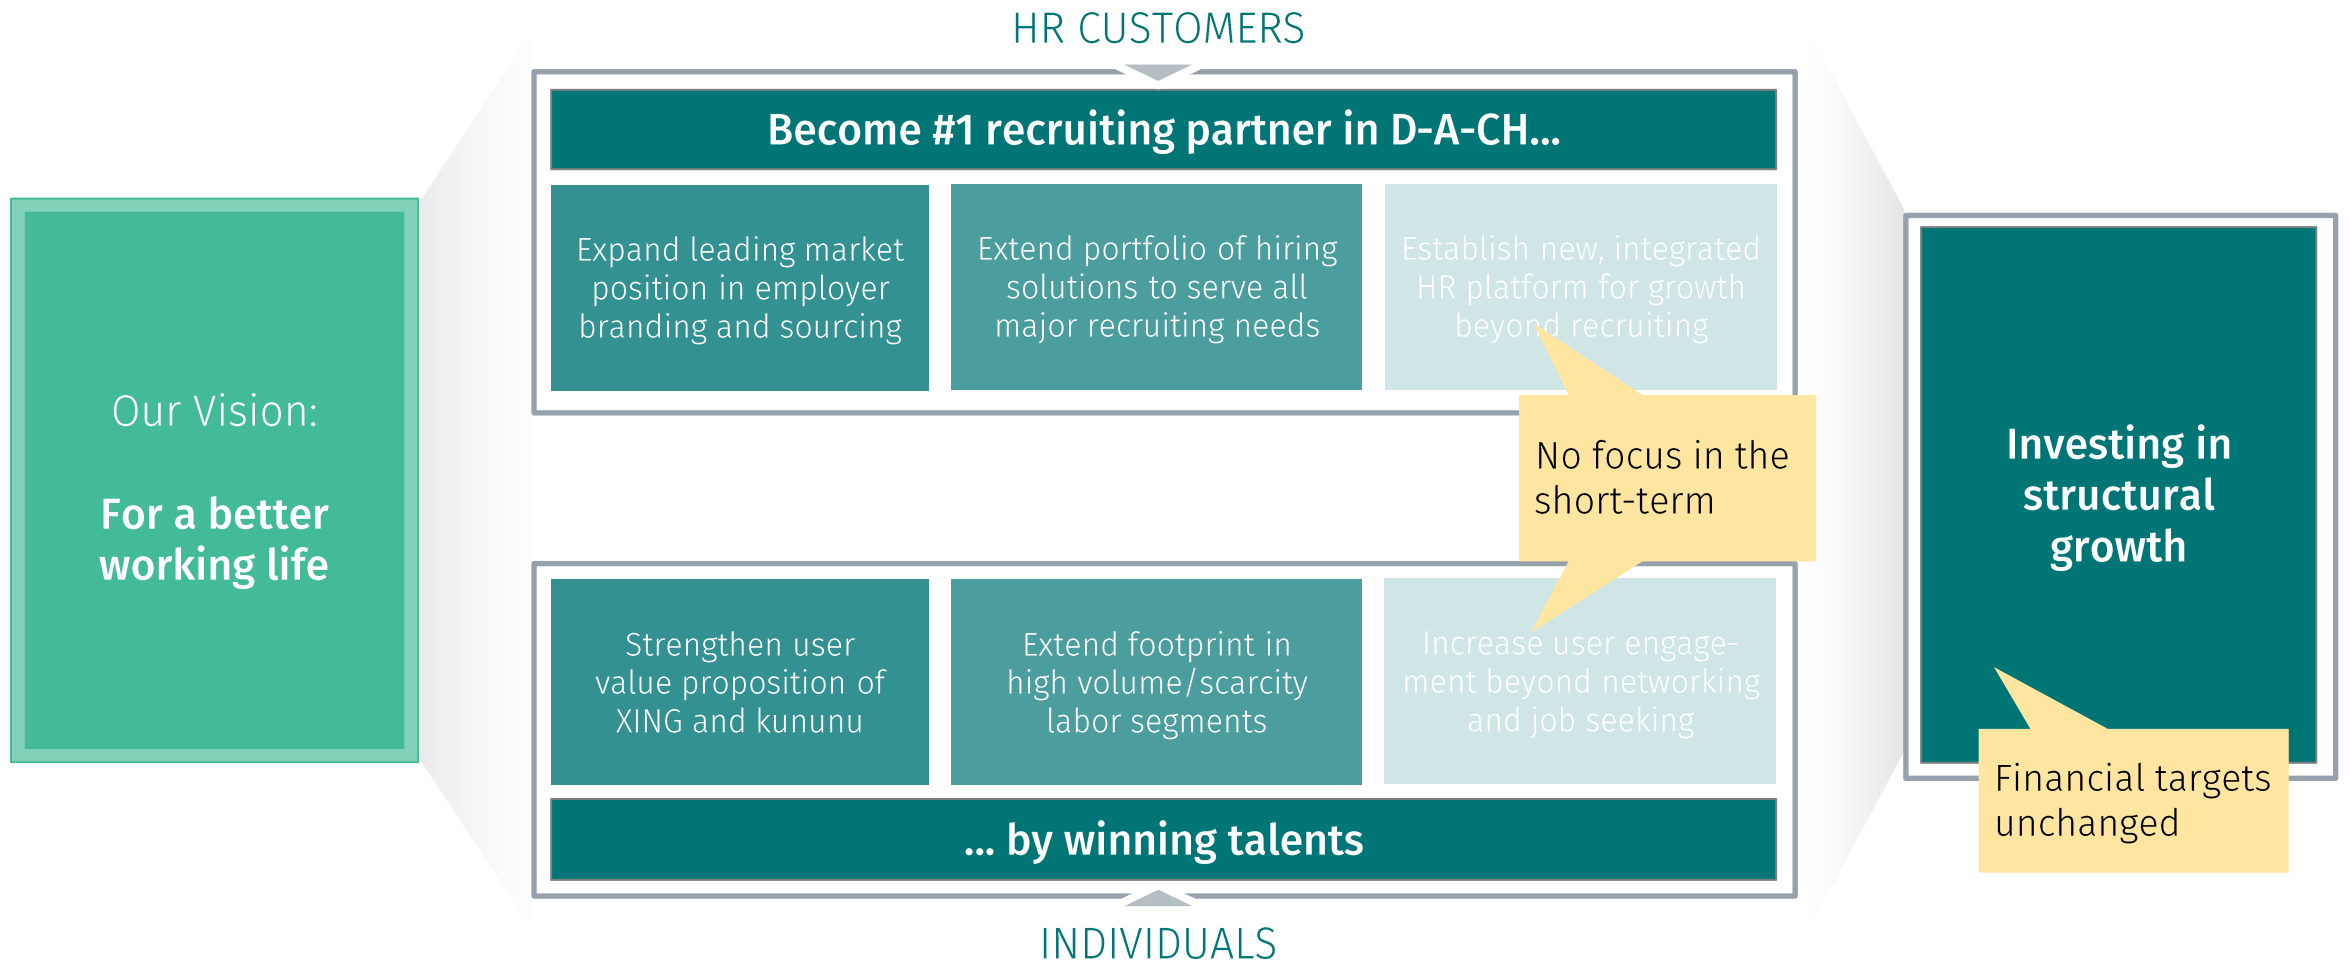 HR CUSTOMERS
Become #1 recruiting partner in D-A-CH...
Expand leading market
position in employer
branding and sourcing
Extend portfolio of hiring
solutions to serve all
major recruiting needs
Establish new, integrated
HR platform for growth
beyond recruiting
Our Vision:
For a better
working life
No focus in the
short-term
Investing in
structural
growth
Strengthen user
value proposition of
XING and kununu
Extend footprint in
high volume/scarcity
labor segments
Increase user engage-
ment beyond networking
and job seeking
Financial targets
unchanged
... by winning talents
INDIVIDUALS